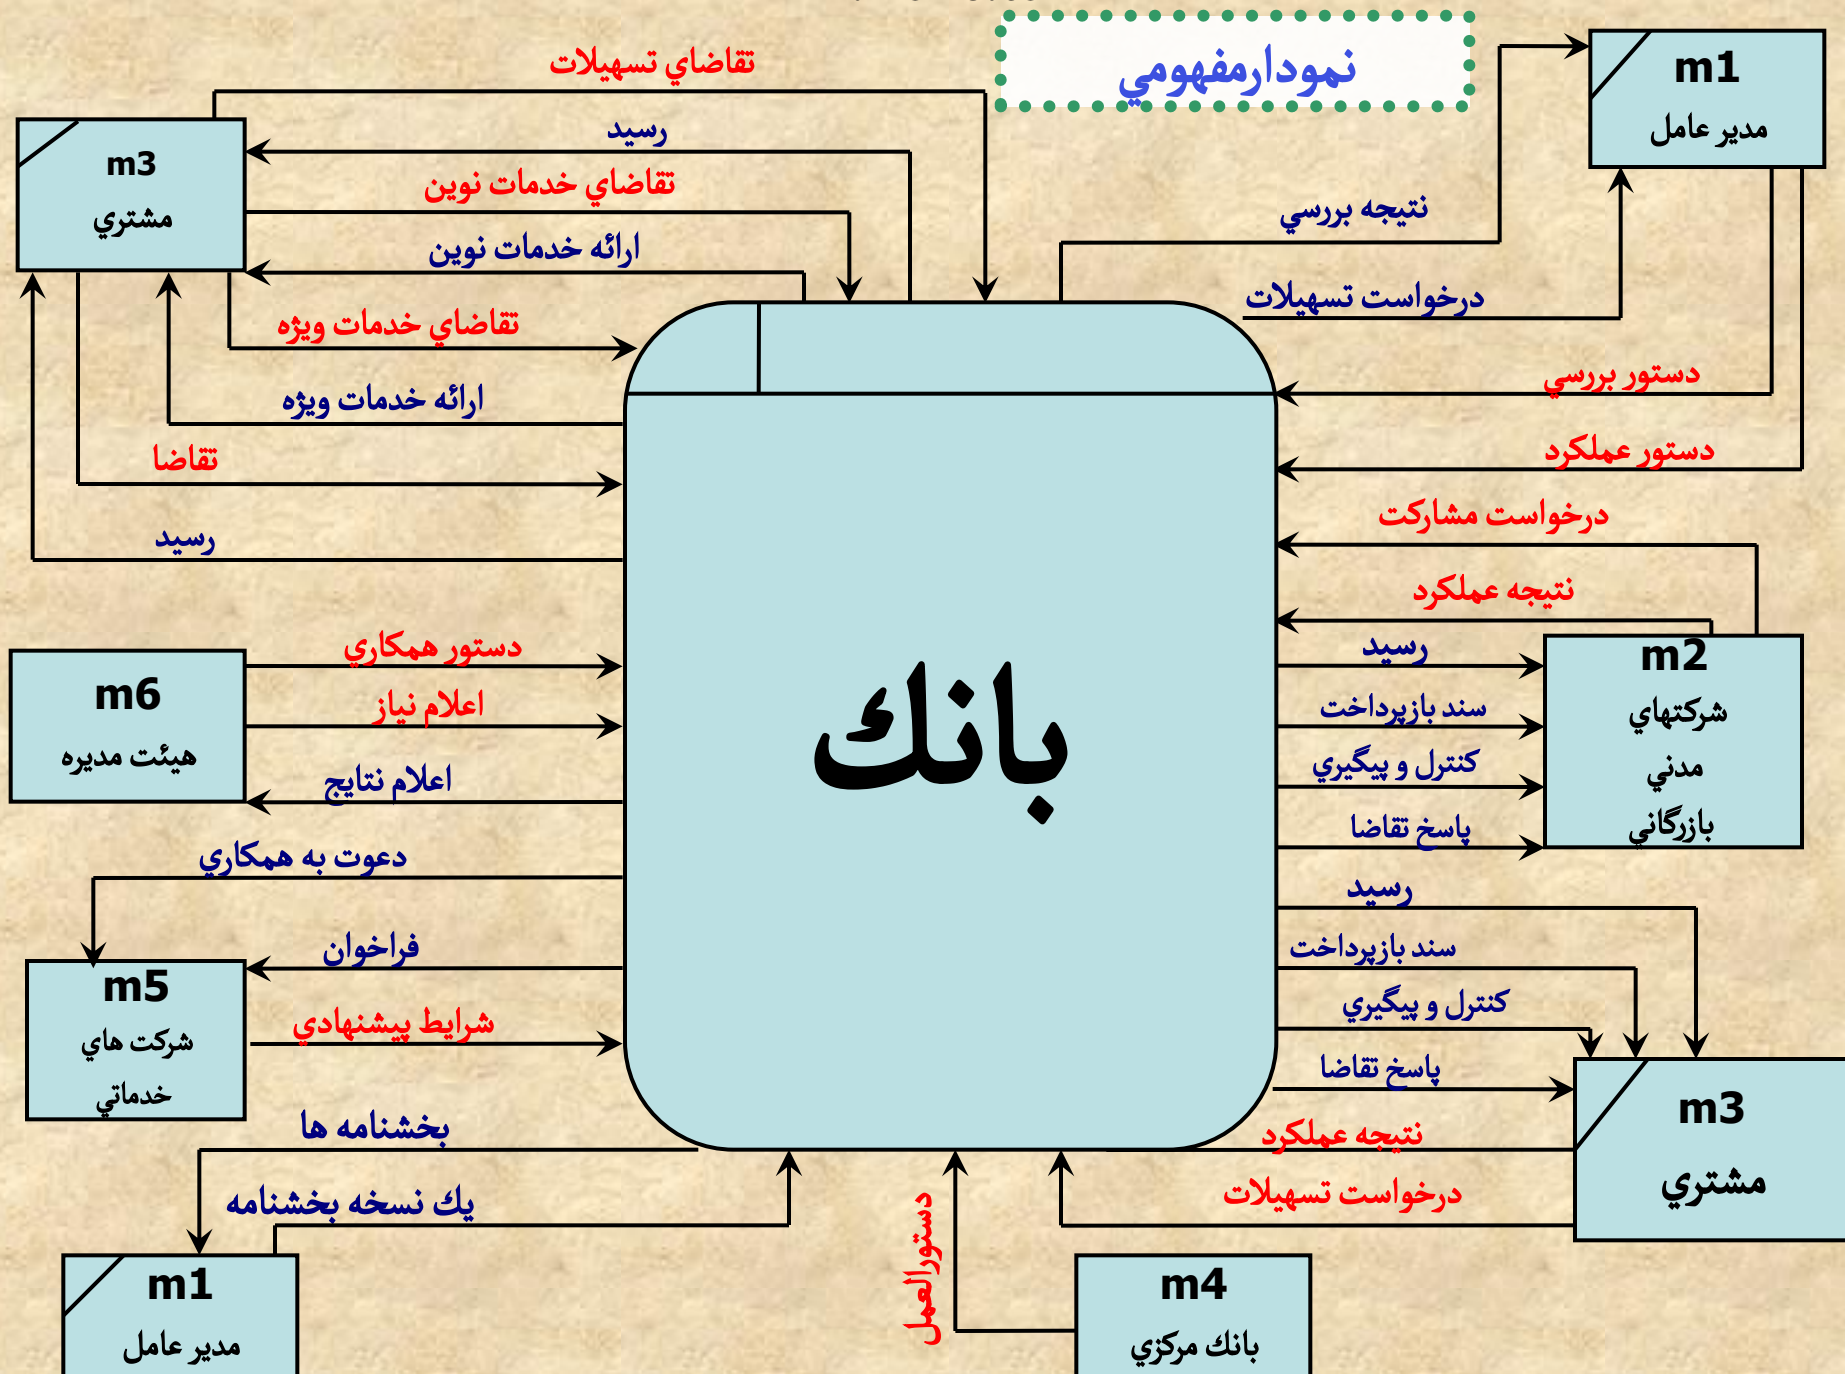 نمودارمفهومي
m1
مدير عامل
نتيجه بررسي
درخواست تسهيلات
دستور بررسي
دستور عملكرد
تقاضاي تسهيلات
رسيد
تقاضاي خدمات نوين
ارائه خدمات نوين
m3
مشتري
تقاضاي خدمات ويژه
ارائه خدمات ويژه
تقاضا
رسيد
بانك
درخواست مشاركت
نتيجه عملكرد
رسيد
سند بازپرداخت
كنترل و پيگيري
پاسخ تقاضا
m2
شركتهاي
مدني
بازرگاني
دستور همكاري
اعلام نياز
اعلام نتايج
m6
هيئت مديره
دعوت به همكاري
فراخوان
شرايط پيشنهادي
m5
شركت هاي
خدماتي
رسيد
سند بازپرداخت
كنترل و پيگيري
پاسخ تقاضا
نتيجه عملكرد
درخواست تسهيلات
m3
مشتري
بخشنامه ها
يك نسخه بخشنامه
m1
مدير عامل
دستورالعمل
m4
بانك مركزي